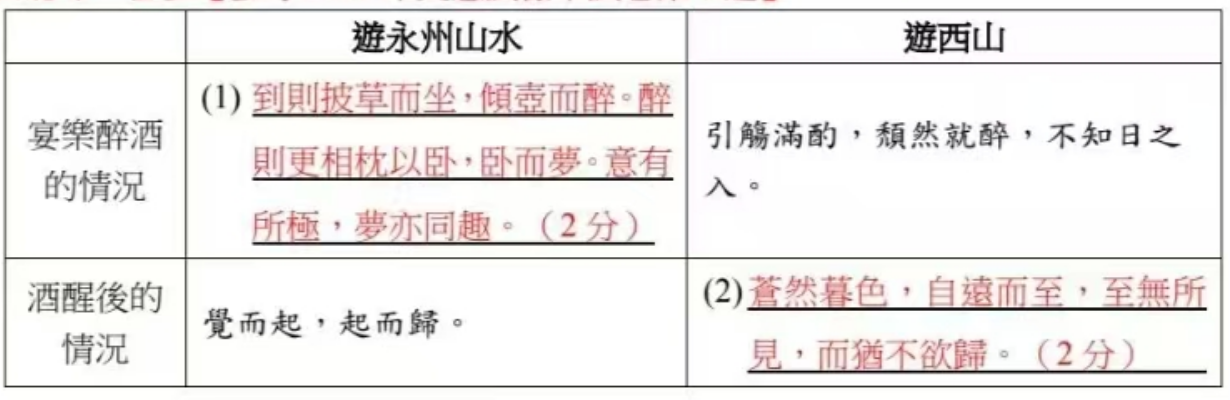 遊永州山水
遊西山
宴樂醉酒
的情況
(1) 到則披草而坐，傾壺而醉。醉
則更相枕以臥，臥而夢。意有
所極，夢亦同趣。（2 分）
引觴滿酌，頹然就醉，不知日之
入。
酒醒後的
情況
覺而起，起而歸。
(2) 蒼然暮色，自遠而至，至無所
見，而猶不欲歸。（2 分）